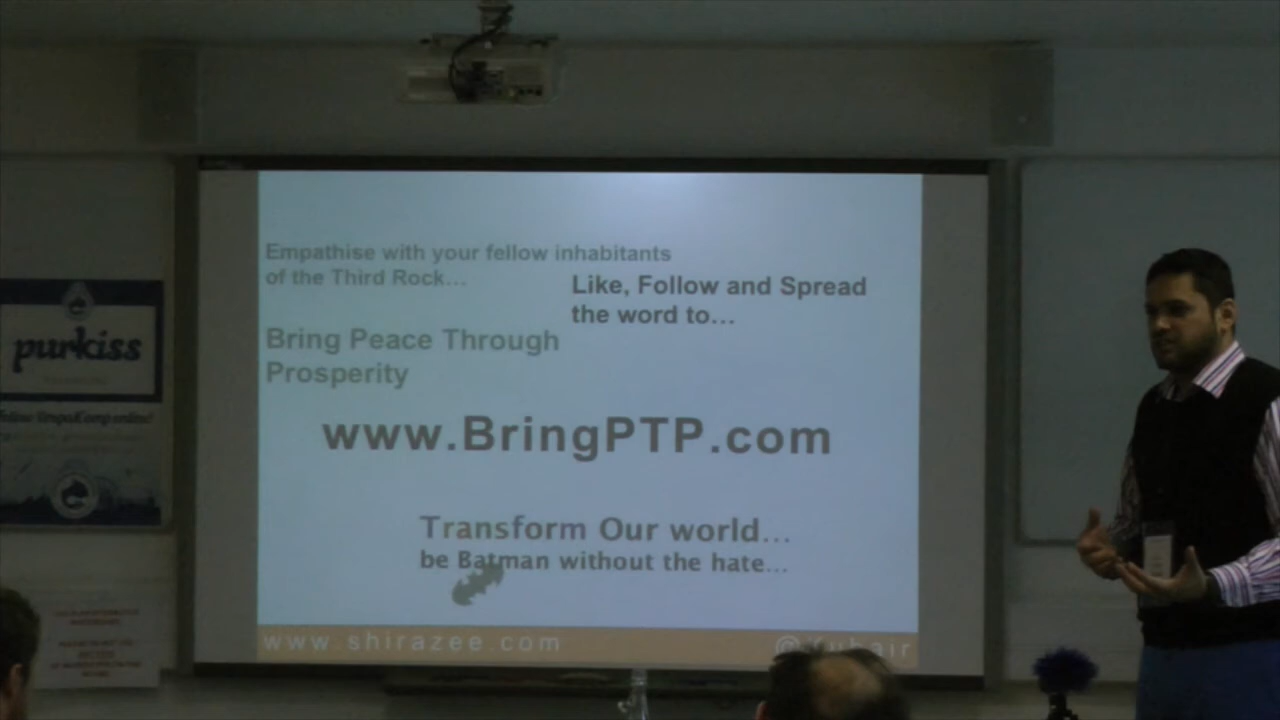 Empathise with your fellow inhabitants
of the Third Rock...
Like, Follow and Spread
the word to...
Bring Peace Through
Prosperity
www.BringPTP.com
Transform Our world...
be Batman without the hate...
www.shirazee.com
purkiss